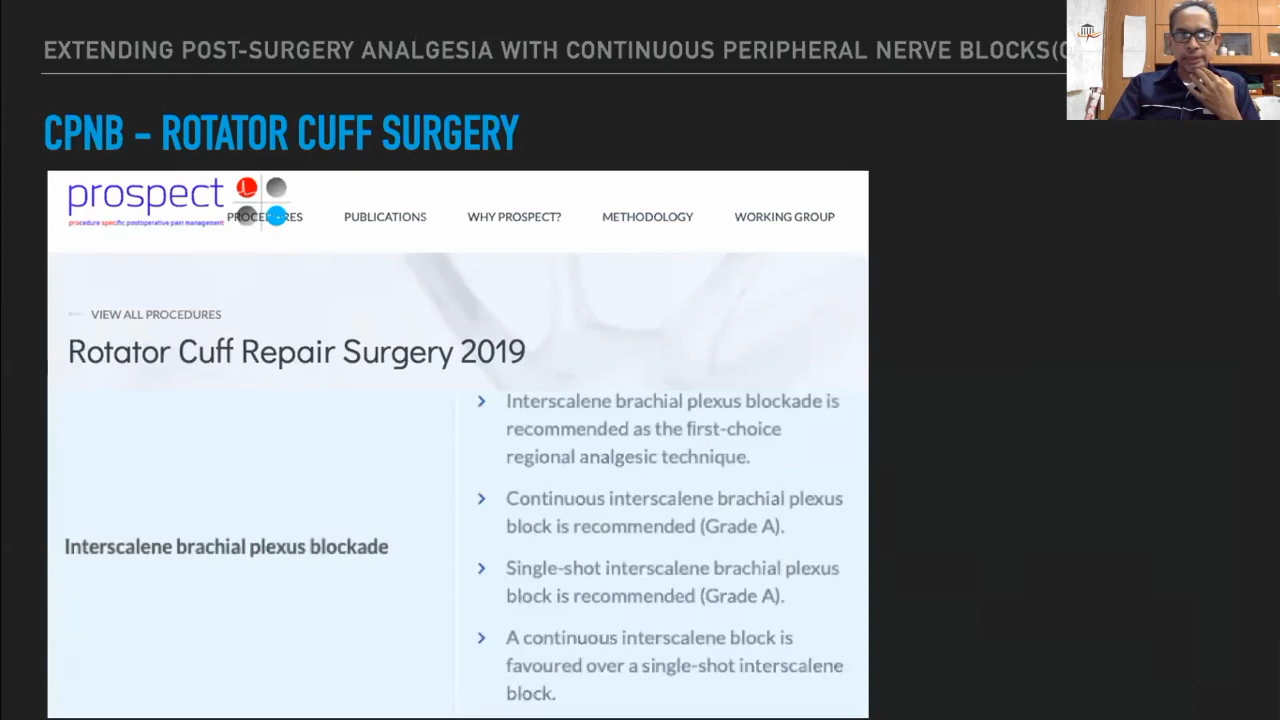 EXTENDING POST-SURGERY ANALGESIA WITH CONTINUOUS PERIPHERAL NERVE BLOCKS(
CPNB – ROTATOR CUFF SURGERY
prospect
procedure specific postoperative pain management
PROCEDURES PUBLICATIONS WHY PROSPECT? METHODOLOGY WORKING GROUP
VIEW ALL PROCEDURES
Rotator Cuff Repair Surgery 2019
Interscalene brachial plexus blockade
Interscalene brachial plexus blockade is
recommended as the first-choice
regional analgesic technique.
Continuous interscalene brachial plexus
block is recommended (Grade A).
Single-shot interscalene brachial plexus
block is recommended (Grade A).
A continuous interscalene block is
favoured over a single-shot interscalene
block.